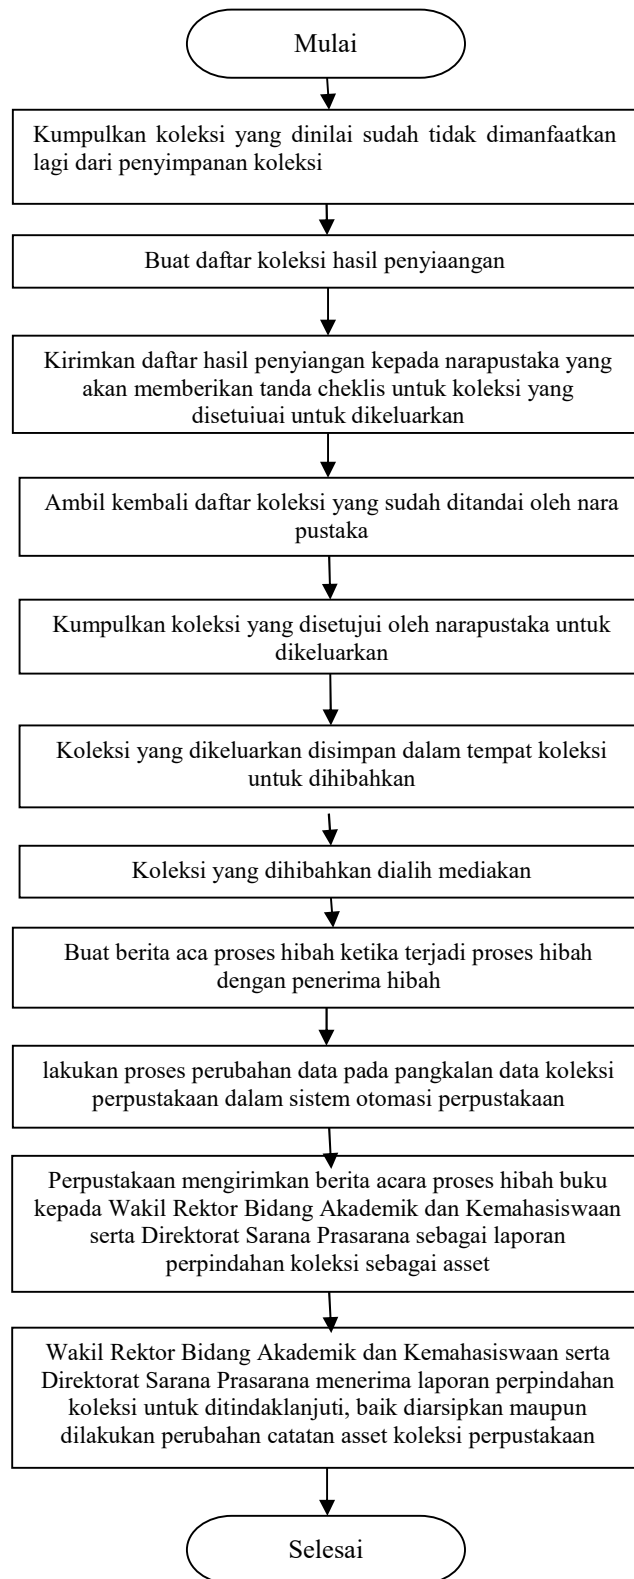 Mulai
Kumpulkan koleksi yang dinilai sudah tidak dimanfaatkan
lagi dari penyimpanan koleksi
Buat daftar koleksi hasil penyiaangan
Kirimkan daftar hasil penyiangan kepada narapustaka yang
akan memberikan tanda cheklis untuk koleksi yang
disetuiuai untuk dikeluarkan
Ambil kembali daftar koleksi yang sudah ditandai oleh nara
pustaka
Kumpulkan koleksi yang disetujui oleh narapustaka untuk
dikeluarkan
Koleksi yang dikeluarkan disimpan dalam tempat koleksi
untuk dihibahkan
Koleksi yang dihibahkan dialih mediakan
Buat berita aca proses hibah ketika terjadi proses hibah
dengan penerima hibah
lakukan proses perubahan data pada pangkalan data koleksi
perpustakaan dalam sistem otomasi perpustakaan
Perpustakaan mengirimkan berita acara proses hibah buku
kepada Wakil Rektor Bidang Akademik dan Kemahasiswaan
serta Direktorat Sarana Prasarana sebagai laporan
perpindahan koleksi sebagai asset
Wakil Rektor Bidang Akademik dan Kemahasiswaan serta
Direktorat Sarana Prasarana menerima laporan perpindahan
koleksi untuk ditindaklanjuti, baik diarsipkan maupun
dilakukan perubahan catatan asset koleksi perpustakaan
Selesai